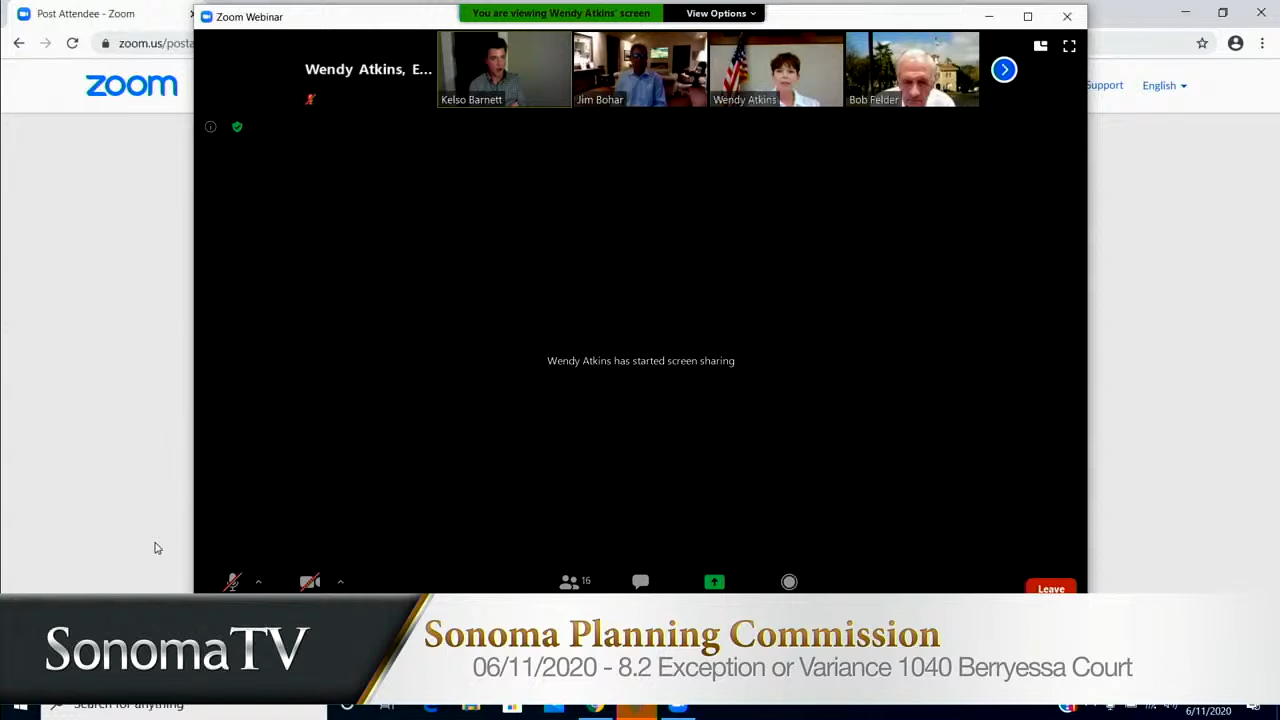 Post Attendee - Zoom
Zoom Webinar
You are viewing Wendy Atkins' screen
View Options
zoom.us/posta
zoom
Support
English
Wendy Atkins, E...
Kelso Barnett
Jim Bohar
Wendy Atkins
Bob Felder
Wendy Atkins has started screen sharing
16
Leave
SonomaTV
Sonoma Planning Commission
06/11/2020 - 8.2 Exception or Variance 1040 Berryessa Court
Search for anything
6/11/2020